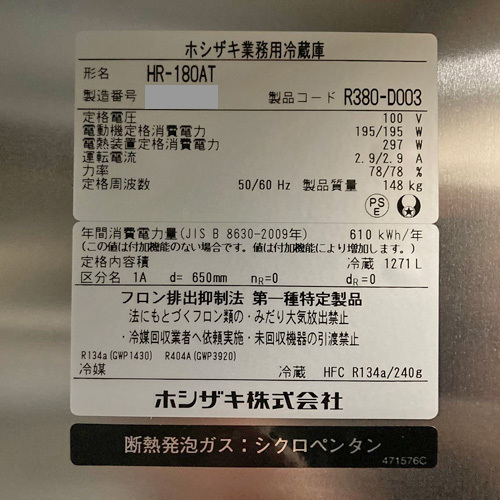 ホシザキ業務用冷蔵庫
形名 HR-180AT
製造番号 製品コード R380-D003
定格電圧 100 V
電動機定格消費電力 195/195 W
電熱装置定格消費電力 297 W
運転電流 2.9/2.9 A
力率 78/78 %
定格周波数 50/60 Hz 製品質量 148 kg
PS
E
年間消費電力量(JIS B 8630-2009年) 610 kWh/年
(この値は付加機能のない場合です。値は付加機能により増加します。)
定格内容積 冷蔵 1271 L
区分名 1A d= 650mm nR=0 dR=0
フロン排出抑制法 第一種特定製品
・法にもとづくフロン類の・みだり大気放出禁止
・冷媒回収業者へ依頼実施・未回収機器の引渡禁止
R134a(GWP1430) R404A(GWP3920)
冷媒 冷蔵 HFC R134a/240g
ホシザキ株式会社
断熱発泡ガス：シクロペンタン
471576C